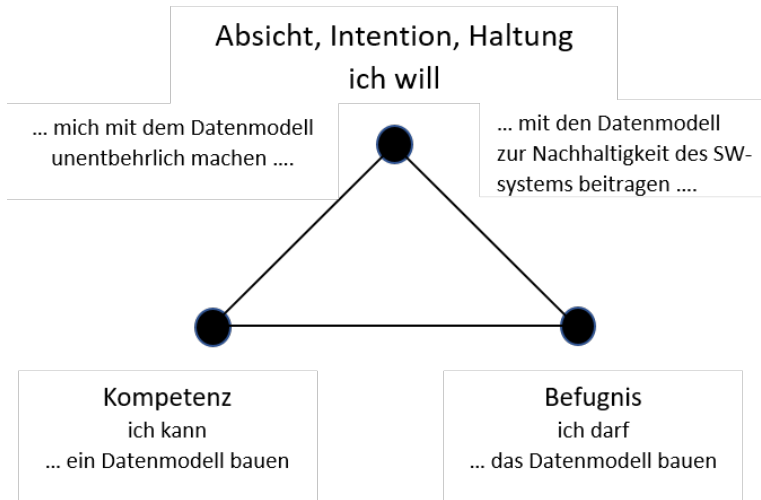 Absicht, Intention, Haltung
ich will
... mich mit dem Datenmodell
unentbehrlich machen ....
... mit den Datenmodell
zur Nachhaltigkeit des SW-
systems beitragen ....
Kompetenz
ich kann
... ein Datenmodell bauen
Befugnis
ich darf
... das Datenmodell bauen